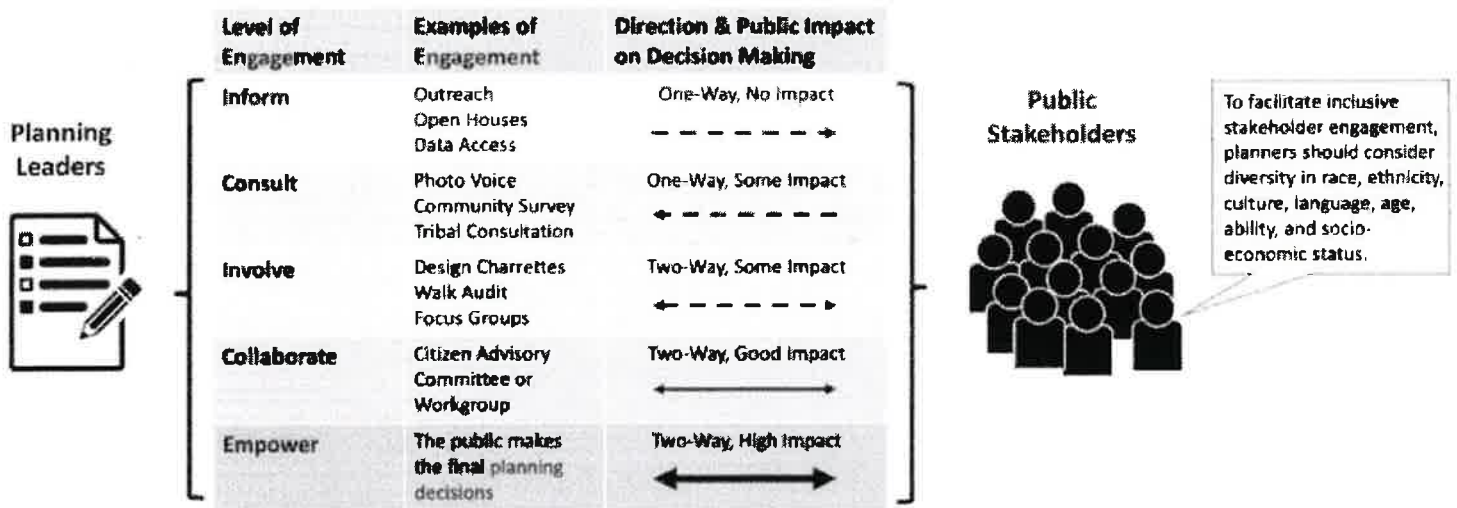 Planning
Leaders
Level of
Engagement
Examples of
Engagement
Direction & Public Impact
on Decision Making
Inform
Outreach
Open Houses
Data Access
One-Way, No Impact
Consult
Photo Voice
Community Survey
Tribal Consultation
One-Way, Some Impact
Involve
Design Charrettes
Walk Audit
Focus Groups
Two-Way, Some Impact
Collaborate
Citizen Advisory
Committee or
Workgroup
Two-Way, Good Impact
Empower
The public makes
the final planning
decisions
Two-Way, High Impact
Public
Stakeholders
To facilitate inclusive
stakeholder engagement,
planners should consider
diversity in race, ethnicity,
culture, language, age,
ability, and socio-
economic status.